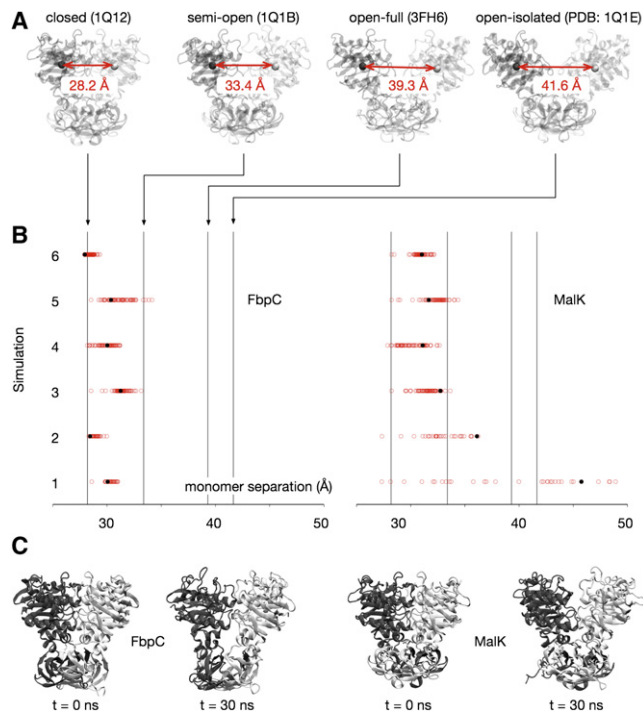 A
closed (1Q12) semi-open (1Q1B) open-full (3FH6) open-isolated (PDB: 1Q1E)
28.2 Å 33.4 Å 39.3 Å 41.6 Å
B
6
5 FbpC MalK
4
Simulation
3
2
1 monomer separation (Å)
30 40 50 30 40 50
C
FbpC MalK
t = 0 ns t = 30 ns t = 0 ns t = 30 ns